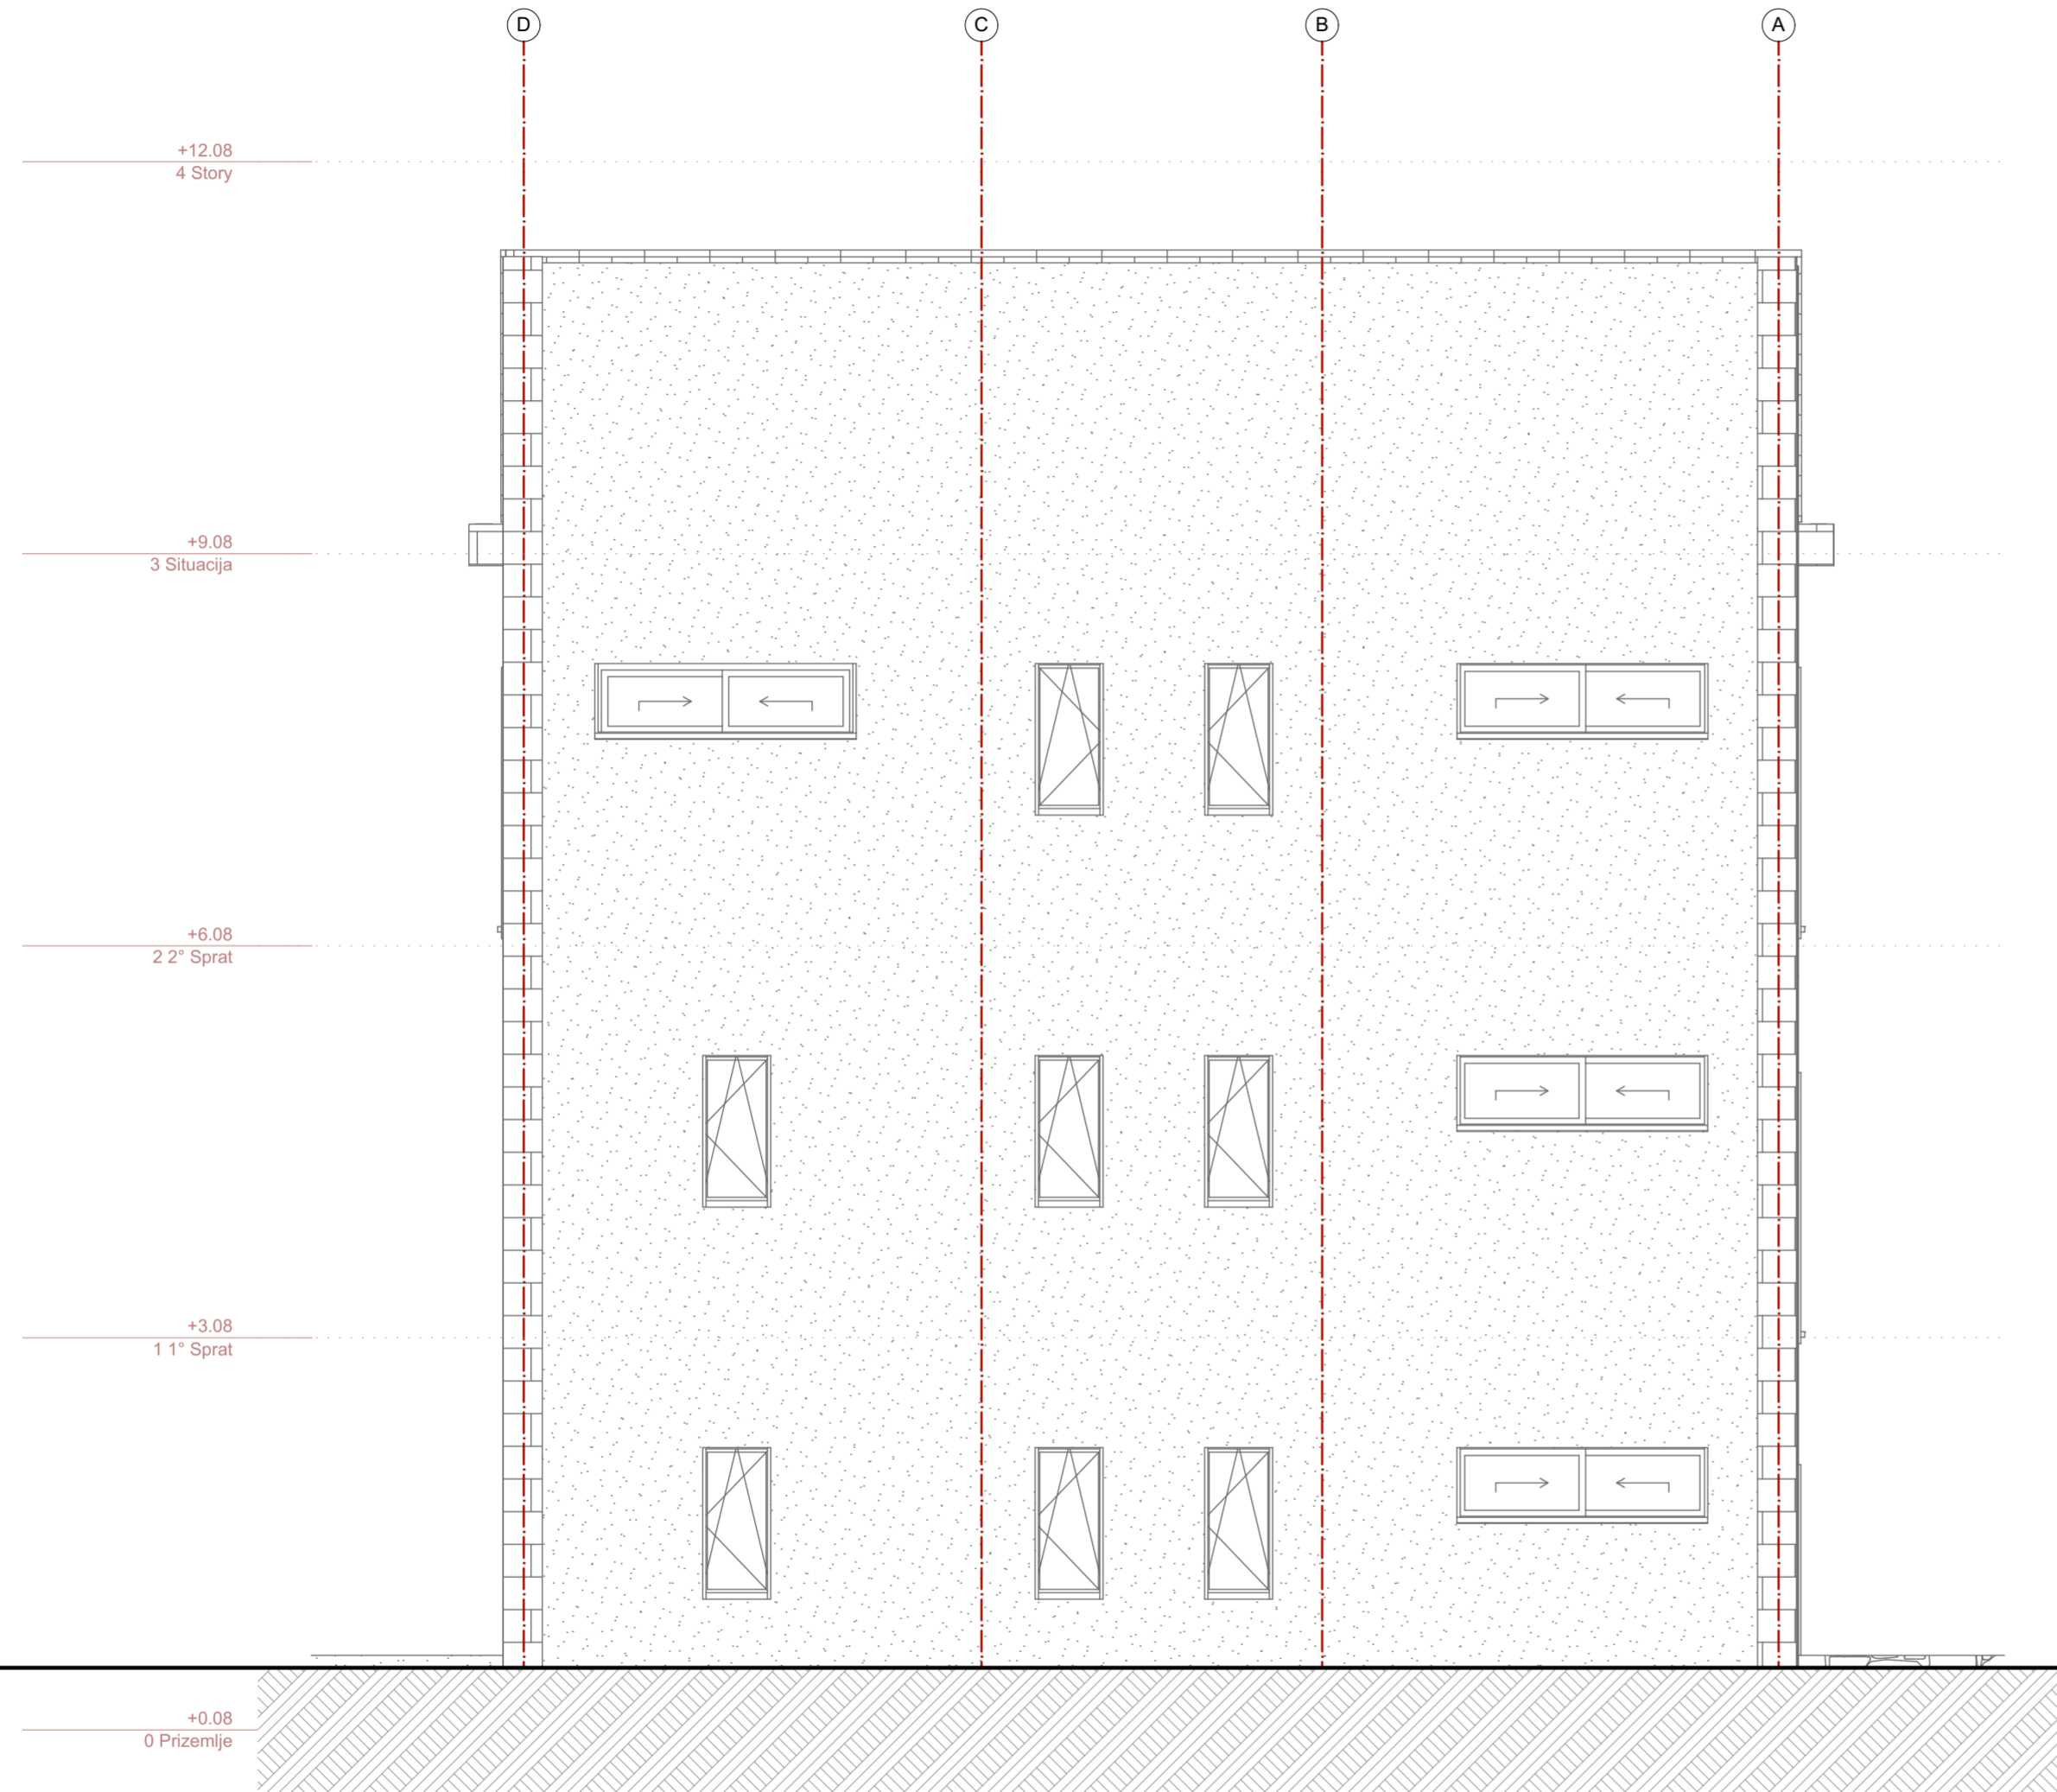 D C B A
+12.08
4 Story
+9.08
3 Situacija
+6.08
2 2° Sprat
+3.08
1 1° Sprat
+0.08
0 Prizemlje